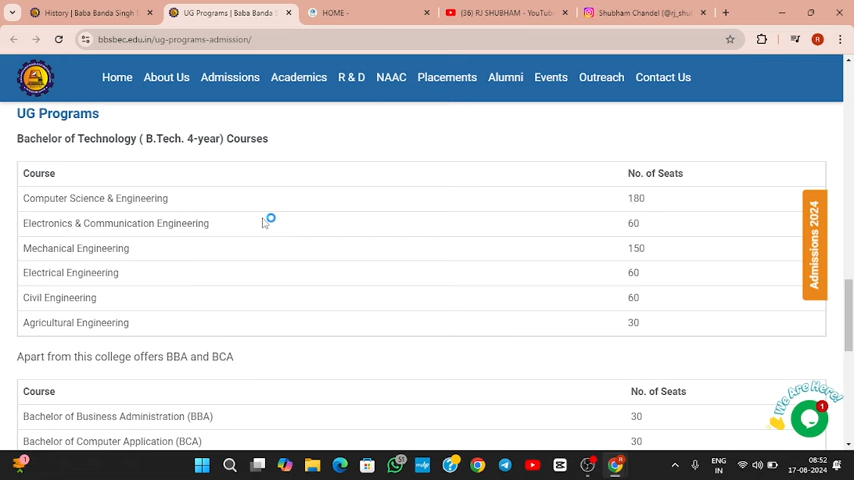 History | Baba Banda Singh
UG Programs | Baba Banda
HOME -
(36) RJ SHUBHAM - YouTube
Shubham Chandel (@rj_shu
bbsbec.edu.in/ug-programs-admission/
R
Home About Us Admissions Academics R & D NAAC Placements Alumni Events Outreach Contact Us
UG Programs
Bachelor of Technology ( B.Tech. 4-year) Courses
Course No. of Seats
Computer Science & Engineering 180
Electronics & Communication Engineering 60
Mechanical Engineering 150
Electrical Engineering 60
Civil Engineering 60
Agricultural Engineering 30
Admissions 2024
Apart from this college offers BBA and BCA
Course No. of Seats
Bachelor of Business Administration (BBA) 30
Bachelor of Computer Application (BCA) 30
We Are Here!
1
1
51
R
ENG
IN
08:52
17-08-2024